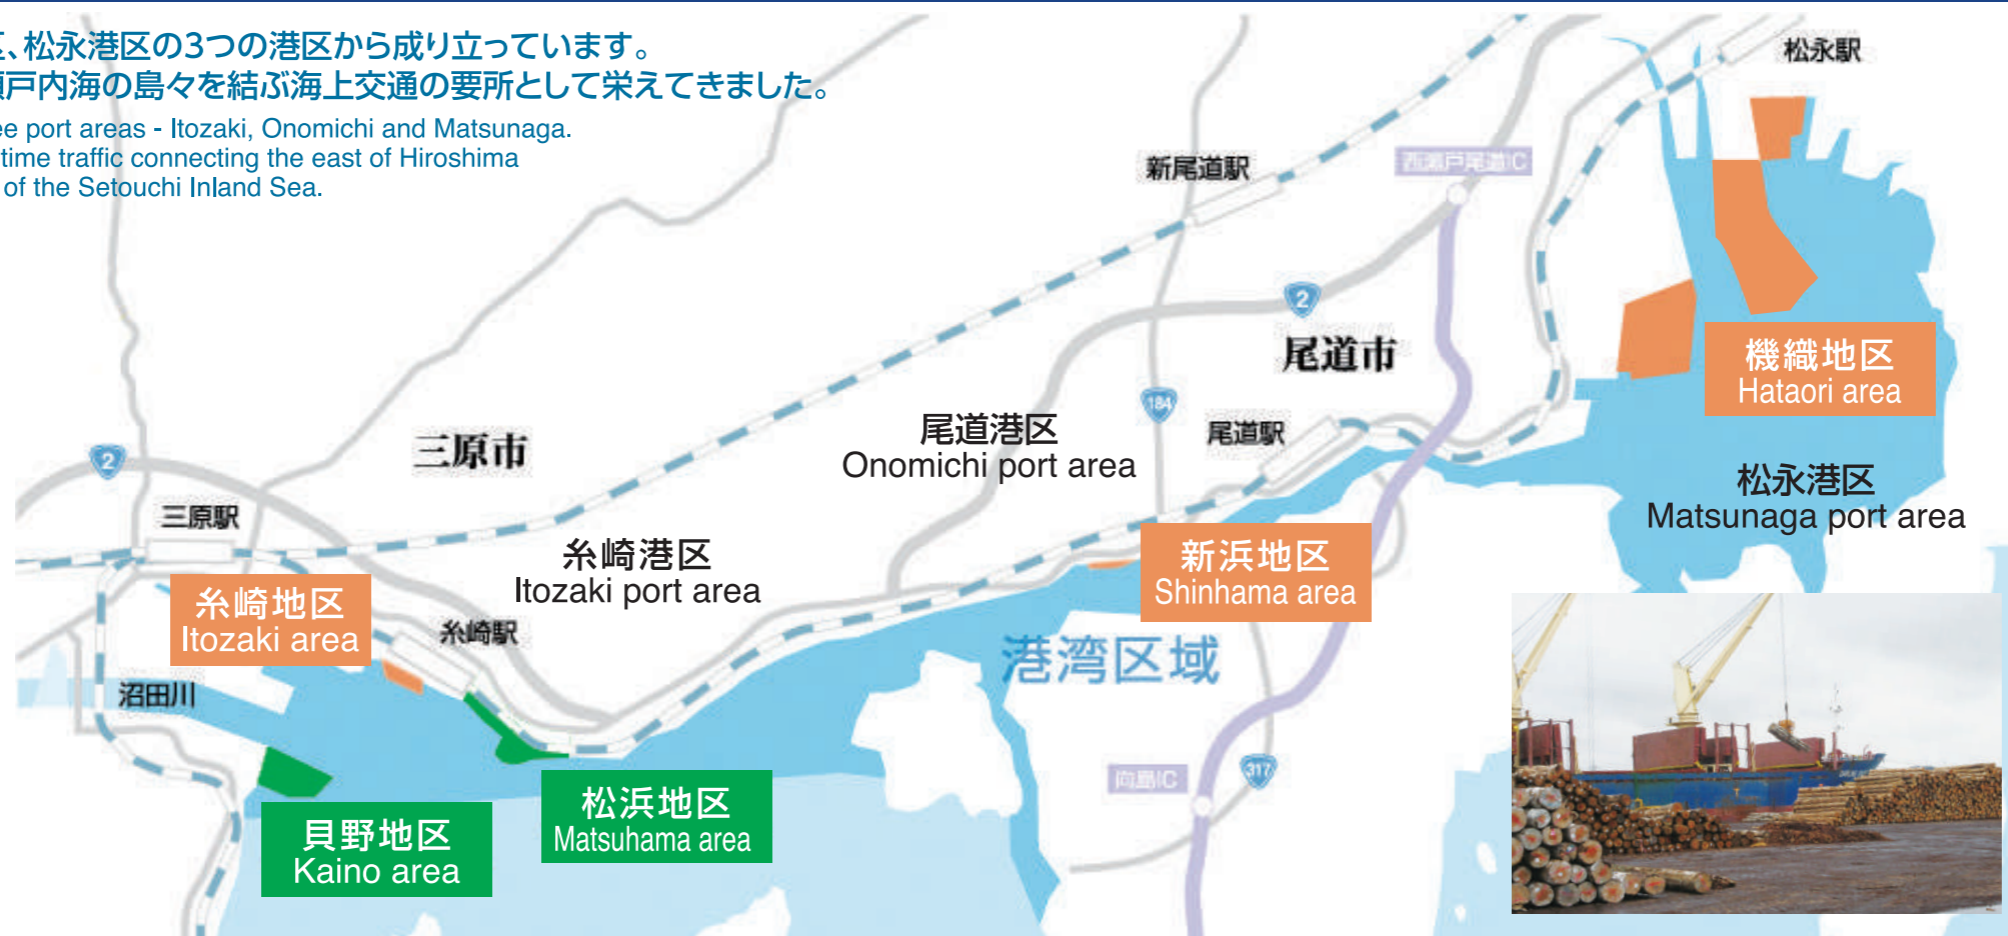 区、松永港区の3つの港区から成り立っています。
瀬戸内海の島々を結ぶ海上交通の要所として栄えてきました。
ee port areas - Itozaki, Onomichi and Matsunaga.
time traffic connecting the east of Hiroshima
of the Setouchi Inland Sea.
松永駅
新尾道駅
西瀬戸尾道IC
2
尾道市
機織地区
Hataori area
184
尾道港区
Onomichi port area
尾道駅
三原市
2
松永港区
Matsunaga port area
三原駅
糸崎港区
Itozaki port area
新浜地区
Shinhama area
糸崎地区
Itozaki area
糸崎駅
港湾区域
沼田川
向島IC
317
松浜地区
Matsuhama area
貝野地区
Kaino area